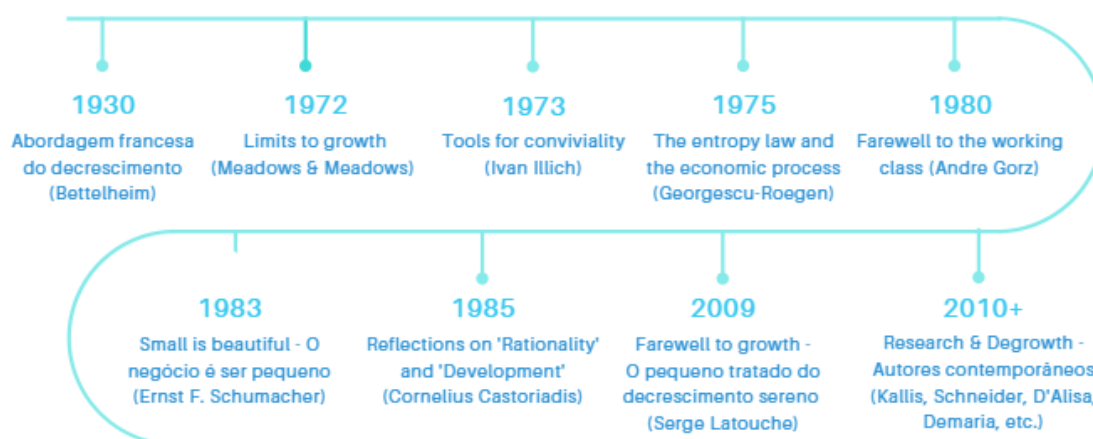 1930
Abordagem francesa
do decrescimento
(Bettelheim)
1972
Limits to growth
(Meadows & Meadows)
1973
Tools for conviviality
(Ivan Illich)
1975
The entropy law and
the economic process
(Georgescu-Roegen)
1980
Farewell to the working
class (Andre Gorz)
1983
Small is beautiful - O
negócio é ser pequeno
(Ernst F. Schumacher)
1985
Reflections on 'Rationality'
and 'Development'
(Cornelius Castoriadis)
2009
Farewell to growth -
O pequeno tratado do
decrescimento sereno
(Serge Latouche)
2010+
Research & Degrowth -
Autores contemporâneos
(Kallis, Schneider, D'Alisa,
Demaria, etc.)